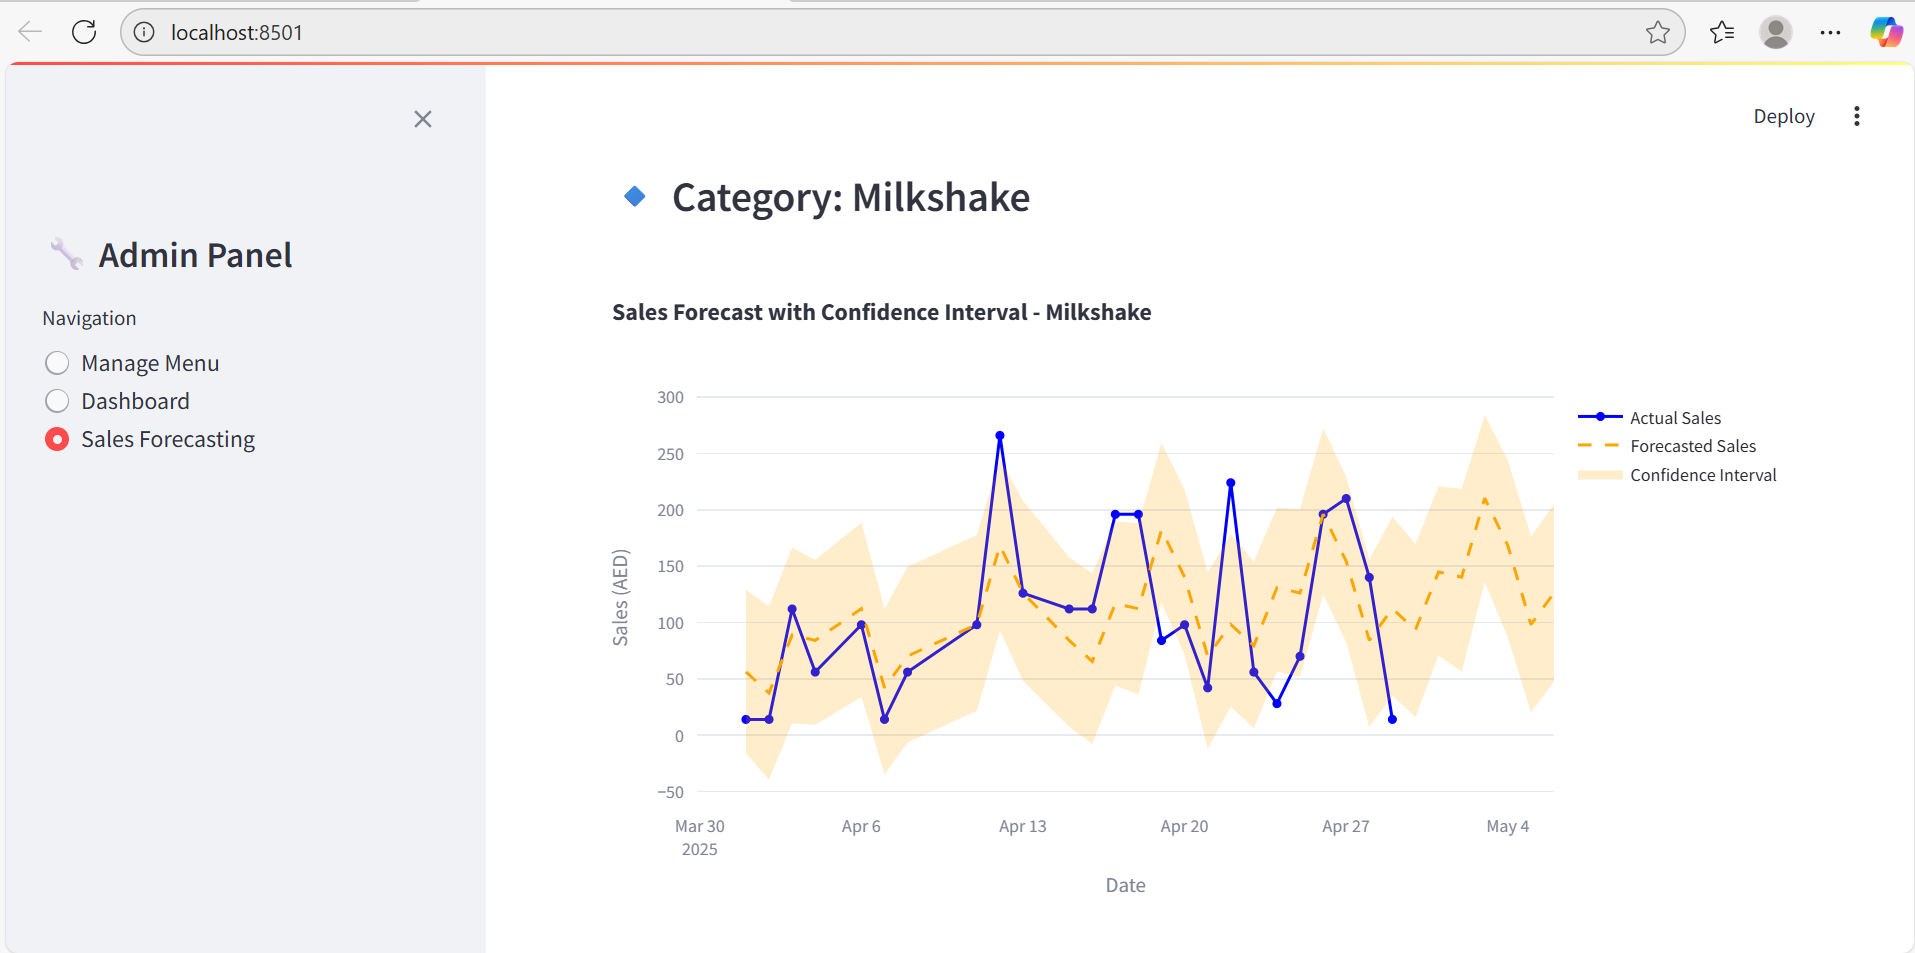 localhost:8501
Deploy
Admin Panel
Navigation
Manage Menu
Dashboard
Sales Forecasting
Category: Milkshake
Sales Forecast with Confidence Interval - Milkshake
300
250
200
150
100
50
0
−50
Sales (AED)
Mar 30
2025
Apr 6
Apr 13
Apr 20
Apr 27
May 4
Date
Actual Sales
Forecasted Sales
Confidence Interval